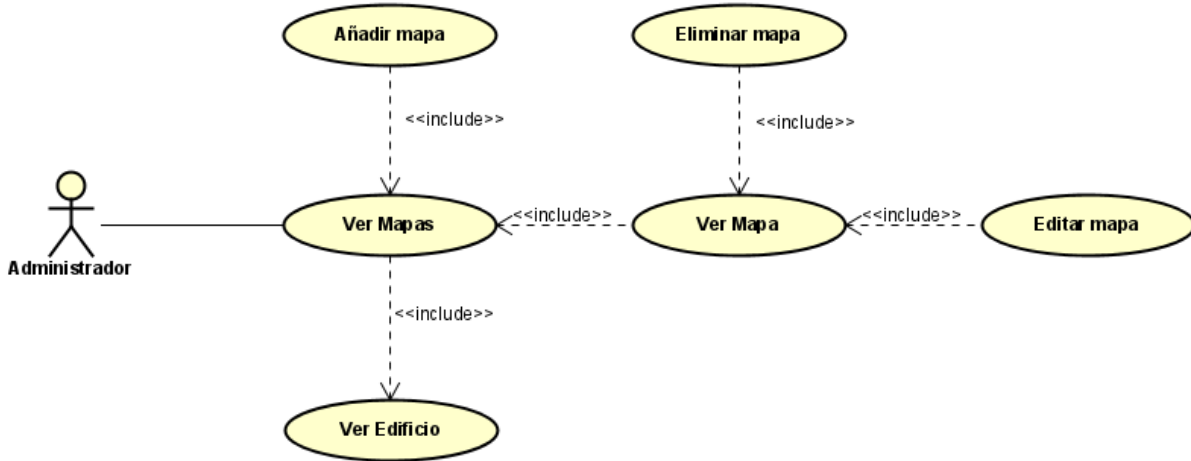 Añadir mapa
Eliminar mapa
<<include>>
<<include>>
Administrador
Ver Mapas
<<include>>
Ver Mapa
<<include>>
Editar mapa
<<include>>
Ver Edificio